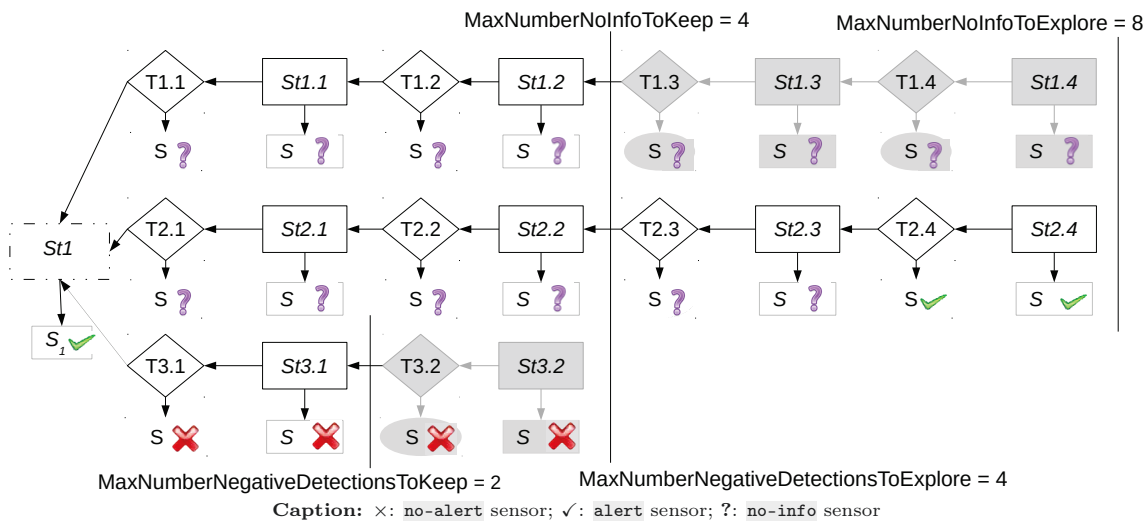 MaxNumberNoInfoToKeep = 4
MaxNumberNoInfoToExplore = 8
T1.1 St1.1 T1.2 St1.2 T1.3 St1.3 T1.4 St1.4
S ? S ? S ? S ? S ? S ? S ? S ?
T2.1 St2.1 T2.2 St2.2 T2.3 St2.3 T2.4 St2.4
St1
S ? S ? S ? S ? S ? S ? S ✓ S ✓
S1 ✓
T3.1 St3.1 T3.2 St3.2
S × S × S × S ×
MaxNumberNegativeDetectionsToKeep = 2
MaxNumberNegativeDetectionsToExplore = 4
Caption: ×: no-alert sensor; ✓: alert sensor; ?: no-info sensor